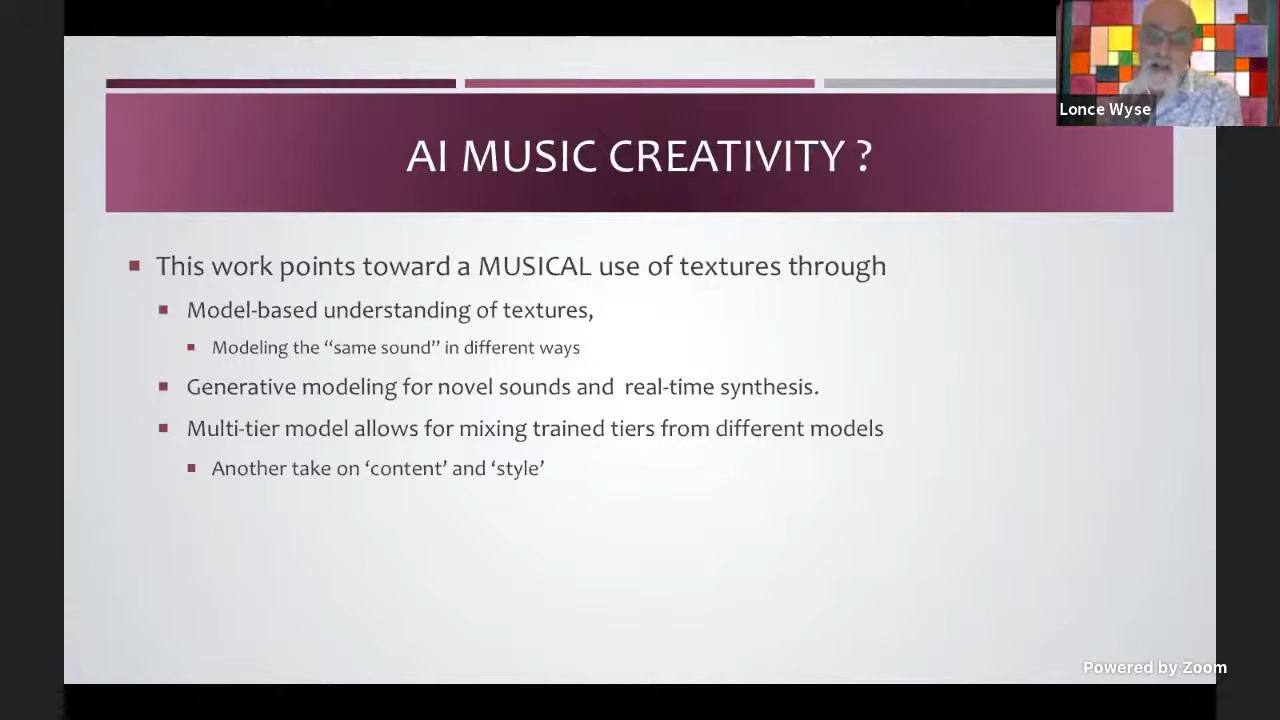 Lonce Wyse
AI MUSIC CREATIVITY ?
This work points toward a MUSICAL use of textures through
Model-based understanding of textures,
Modeling the “same sound” in different ways
Generative modeling for novel sounds and real-time synthesis.
Multi-tier model allows for mixing trained tiers from different models
Another take on ‘content’ and ‘style’
Powered by Zoom